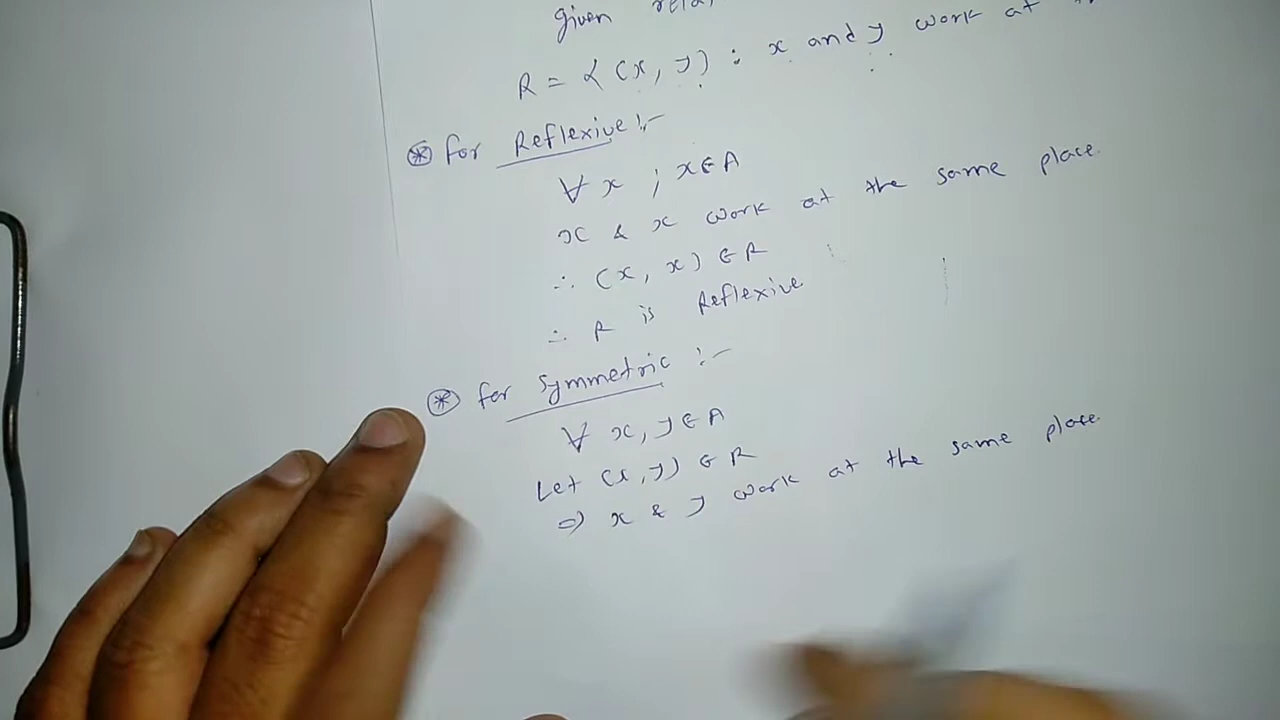 given
R = { (x, y) : x and y work at
⊛ for Reflexive :-
∀ x ; x ∈ A
x & x work at the same place.
∴ (x, x) ∈ R
∴ R is Reflexive
⊛ for Symmetric :-
∀ x, y ∈ A
Let (x, y) ∈ R
⇒ x & y work at the same place.